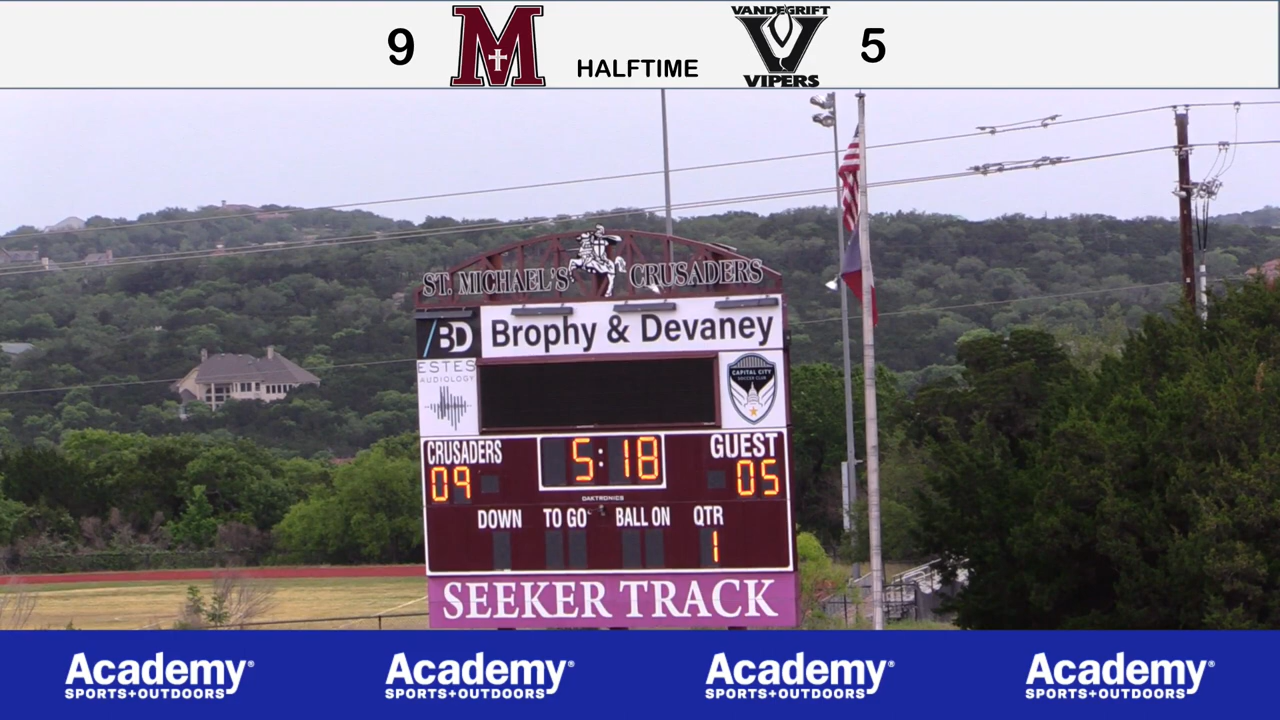 9
M
HALFTIME
VANDEGRIFT
V
VIPERS
5
ST. MICHAEL'S CRUSADERS
BD
Brophy & Devaney
ESTES
AUDIOLOGY
CAPITAL CITY
SOCCER CLUB
CRUSADERS
5:18
GUEST
09
05
DAKTRONICS
DOWN TO GO BALL ON QTR
1
SEEKER TRACK
Academy® Academy® Academy® Academy®
SPORTS+OUTDOORS SPORTS+OUTDOORS SPORTS+OUTDOORS SPORTS+OUTDOORS